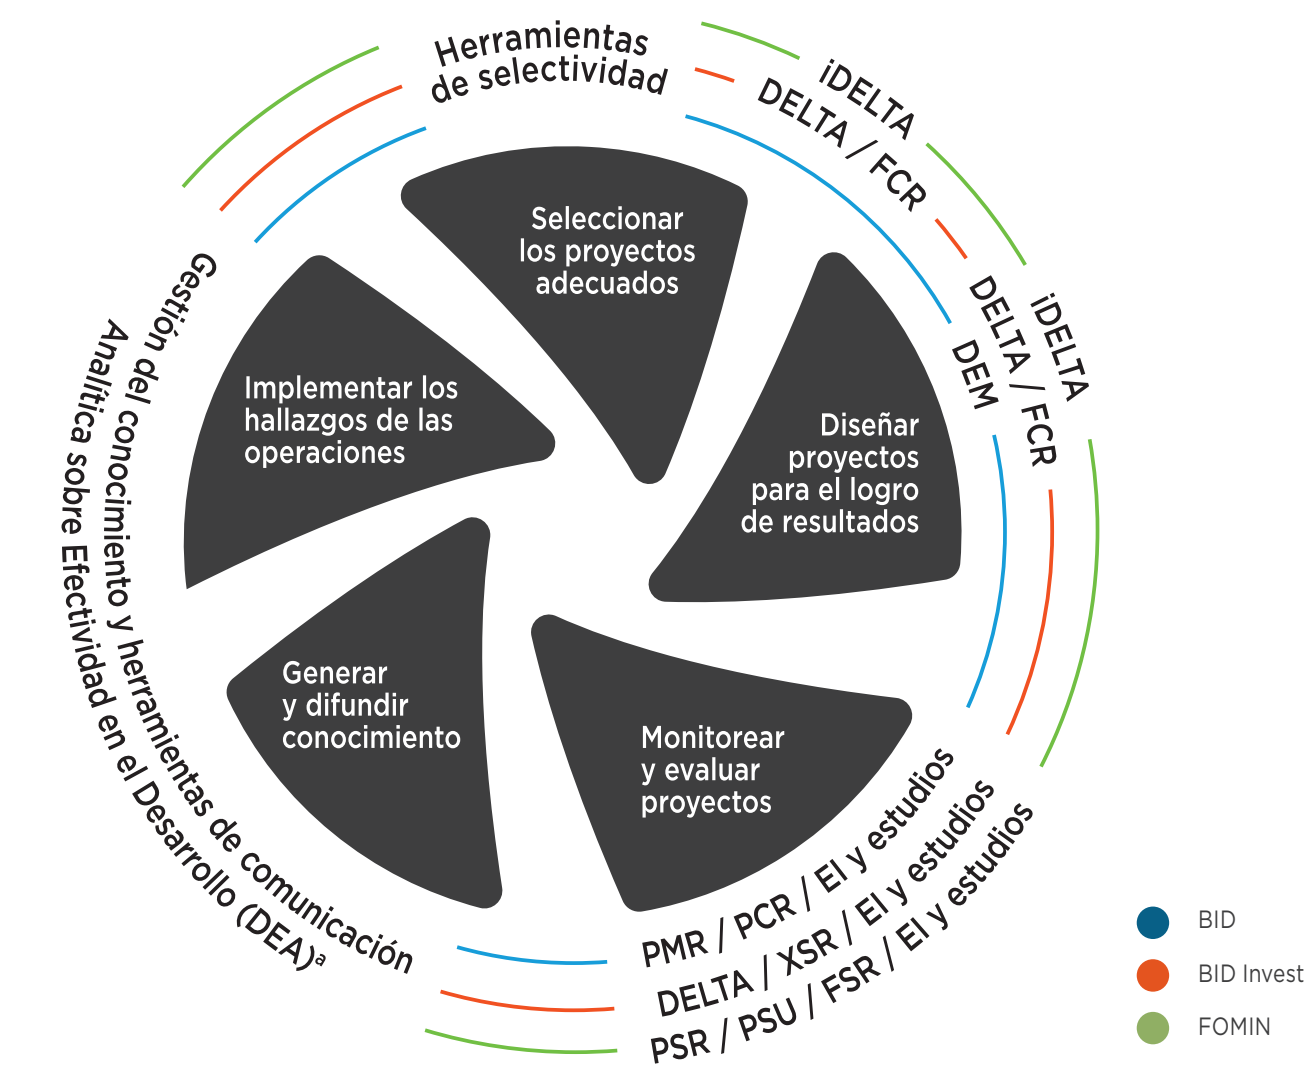 Herramientas
de selectividad
iDELTA
DELTA / FCR
iDELTA
DELTA / FCR
DEM
Seleccionar
los proyectos
adecuados
Diseñar
proyectos
para el logro
de resultados
Monitorear
y evaluar
proyectos
Generar
y difundir
conocimiento
Implementar los
hallazgos de las
operaciones
PMR / PCR / EI y estudios
DELTA / XSR / EI y estudios
PSR / PSU / FSR / EI y estudios
Gestión del conocimiento y herramientas de comunicación
Analítica sobre Efectividad en el Desarrollo (DEA)ª
BID
BID Invest
FOMIN